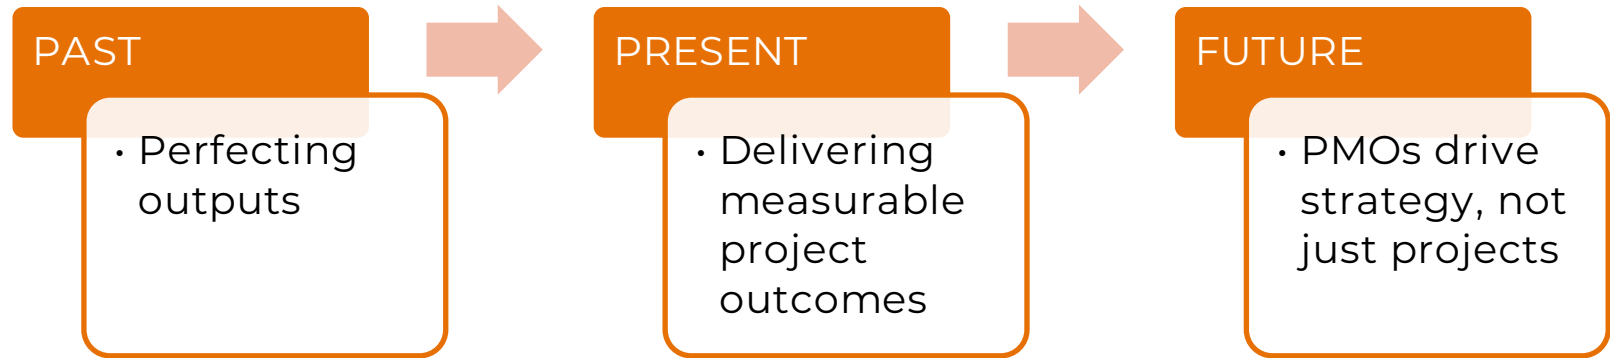 PAST
· Perfecting
outputs
PRESENT
· Delivering
measurable
project
outcomes
FUTURE
· PMOs drive
strategy, not
just projects